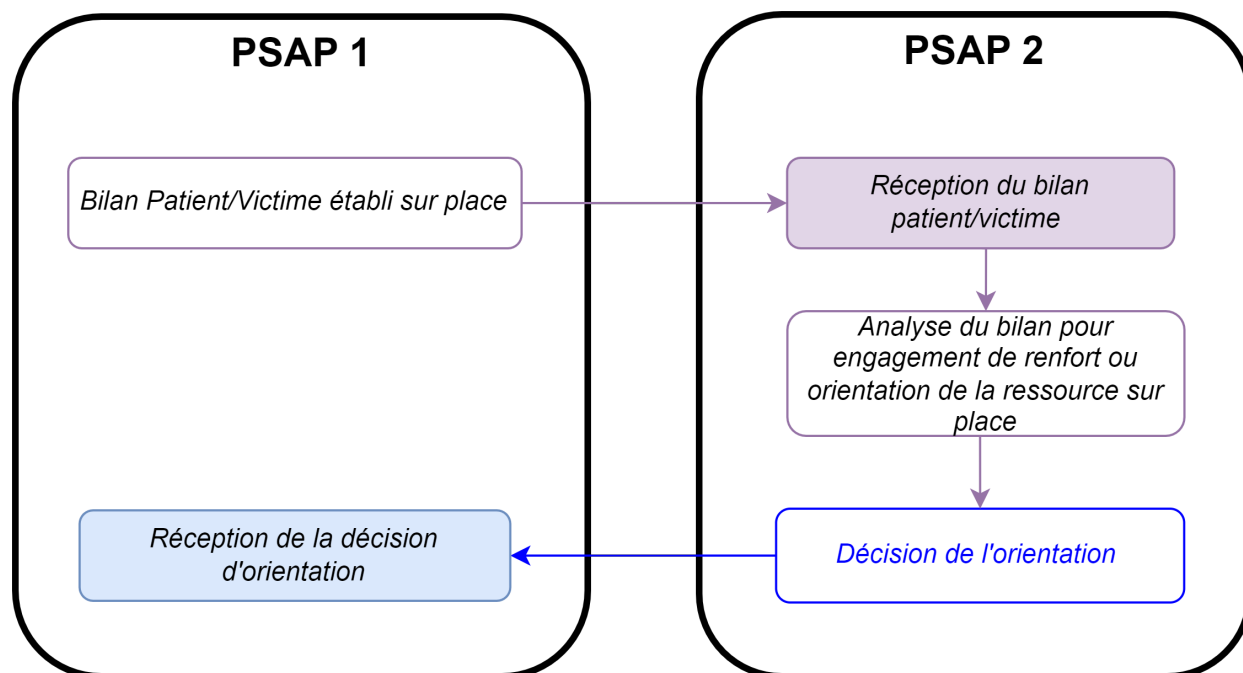 PSAP 1
Bilan Patient/Victime établi sur place
Réception de la décision
d'orientation
PSAP 2
Réception du bilan
patient/victime
Analyse du bilan pour
engagement de renfort ou
orientation de la ressource sur
place
Décision de l'orientation